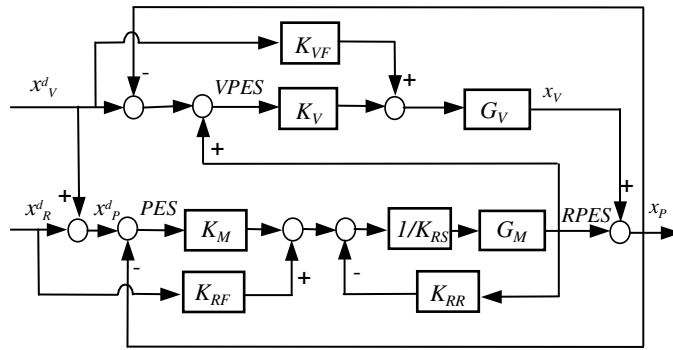 K_VF
-
x^d_V
VPES
+
x_V
K_V
G_V
+
+
+
x^d_R
x^d_P
PES
RPES
x_P
K_M
1/K_RS
G_M
-
+
-
K_RF
K_RR